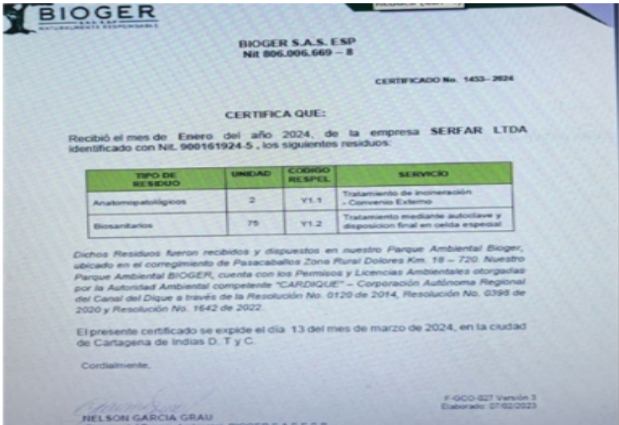 BIOGER
S.A.S. ESP
NATURALMENTE RESPONSABLE
BIOGER S.A.S. ESP
Nit 806.006.669 – 8
CERTIFICADO No. 1453- 2024
CERTIFICA QUE:
Recibió el mes de Enero del año 2024, de la empresa SERFAR LTDA
identificado con Nit. 900161924-5 , los siguientes residuos:
TIPO DE RESIDUO UNIDAD CODIGO RESPEL SERVICIO
Anatomopatológicos 2 Y1.1 Tratamiento de incineración - Convenio Externo
Biosanitarios 75 Y1.2 Tratamiento mediante autoclave y disposicion final en celda especial
Dichos Residuos fueron recibidos y dispuestos en nuestro Parque Ambiental Bioger,
ubicado en el corregimiento de Pasacaballos Zona Rural Dolores Km. 18 – 720. Nuestro
Parque Ambiental BIOGER, cuenta con los Permisos y Licencias Ambientales otorgadas
por la Autoridad Ambiental competente "CARDIQUE" – Corporación Autónoma Regional
del Canal del Dique a través de la Resolución No. 0120 de 2014, Resolución No. 0398 de
2020 y Resolución No. 1642 de 2022.
El presente certificado se expide el día 13 del mes de marzo de 2024, en la ciudad
de Cartagena de Indias D. T y C.
Cordialmente,
F-GCO-027 Versión 3
Elaborado: 07/02/2023
NELSON GARCIA GRAU